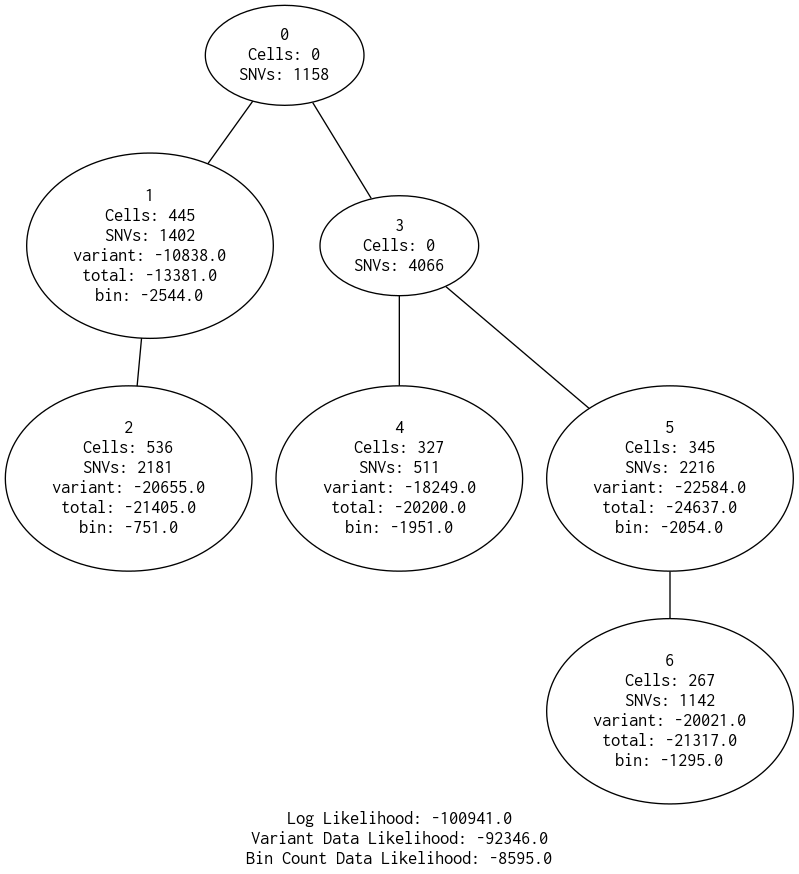 0
Cells: 0
SNVs: 1158
1
Cells: 445
SNVs: 1402
variant: -10838.0
total: -13381.0
bin: -2544.0
3
Cells: 0
SNVs: 4066
2
Cells: 536
SNVs: 2181
variant: -20655.0
total: -21405.0
bin: -751.0
4
Cells: 327
SNVs: 511
variant: -18249.0
total: -20200.0
bin: -1951.0
5
Cells: 345
SNVs: 2216
variant: -22584.0
total: -24637.0
bin: -2054.0
6
Cells: 267
SNVs: 1142
variant: -20021.0
total: -21317.0
bin: -1295.0
Log Likelihood: -100941.0
Variant Data Likelihood: -92346.0
Bin Count Data Likelihood: -8595.0